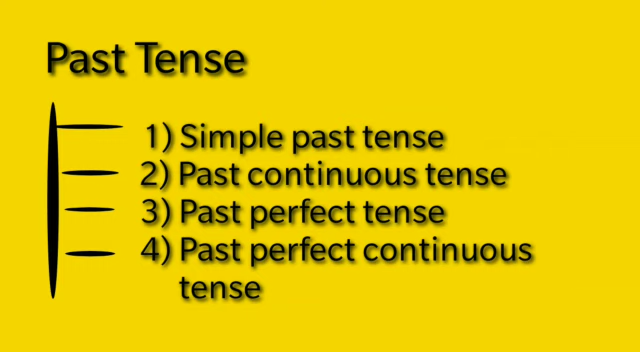 Past Tense
1) Simple past tense
2) Past continuous tense
3) Past perfect tense
4) Past perfect continuous
tense